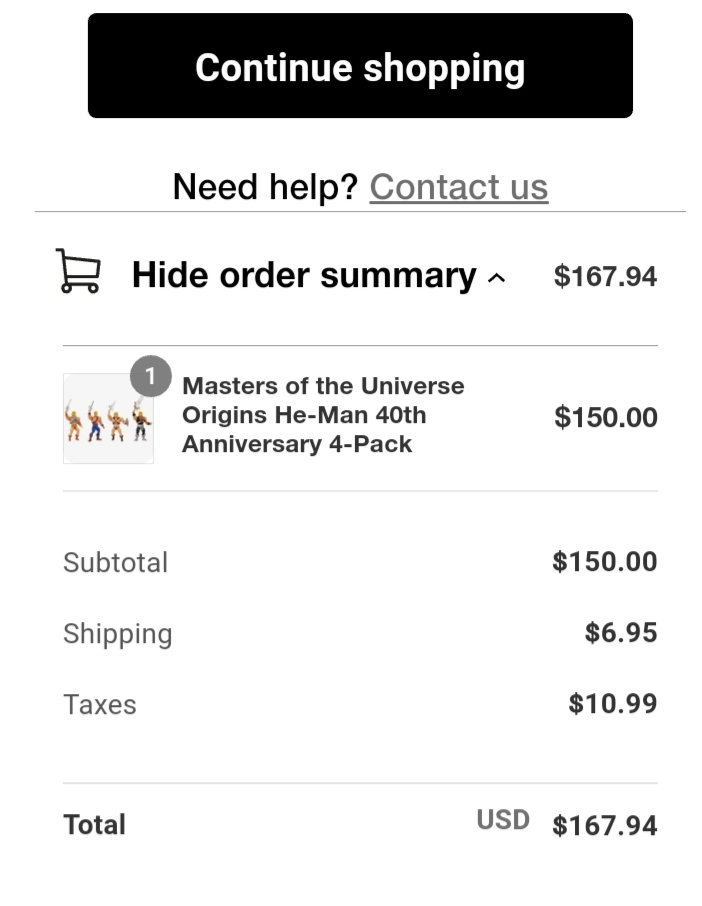 Continue shopping
Need help? Contact us
Hide order summary $167.94
1
Masters of the Universe
Origins He-Man 40th
Anniversary 4-Pack
$150.00
Subtotal $150.00
Shipping $6.95
Taxes $10.99
Total USD $167.94